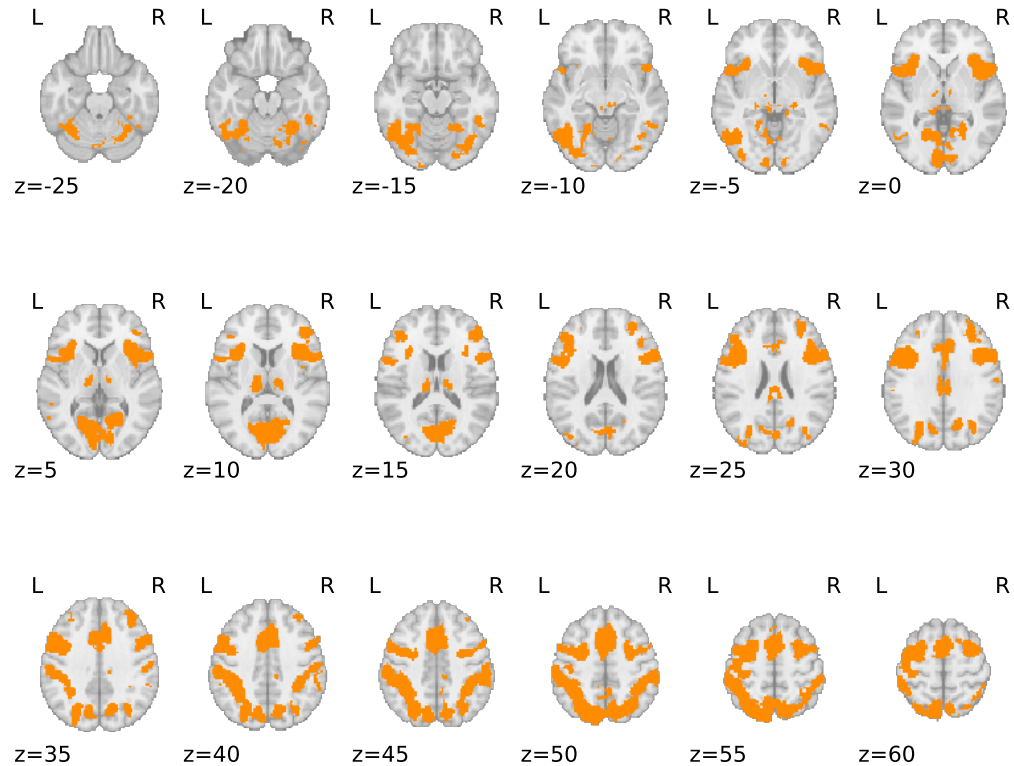 L R L R L R L R L R L R
z=-25 z=-20 z=-15 z=-10 z=-5 z=0
L R L R L R L R L R L R
z=5 z=10 z=15 z=20 z=25 z=30
L R L R L R L R L R L R
z=35 z=40 z=45 z=50 z=55 z=60